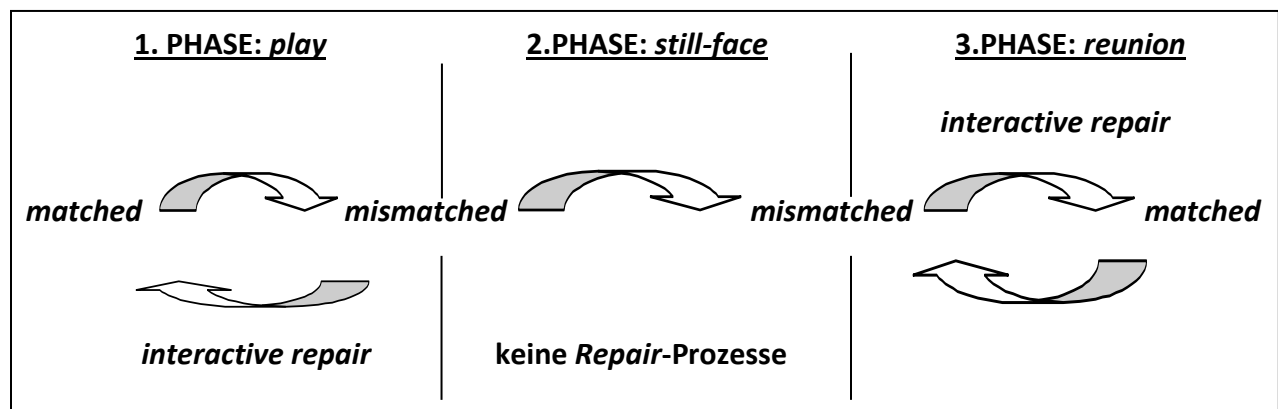 1. PHASE: play
2.PHASE: still-face
3.PHASE: reunion
interactive repair
matched
mismatched
mismatched
matched
interactive repair
keine Repair-Prozesse